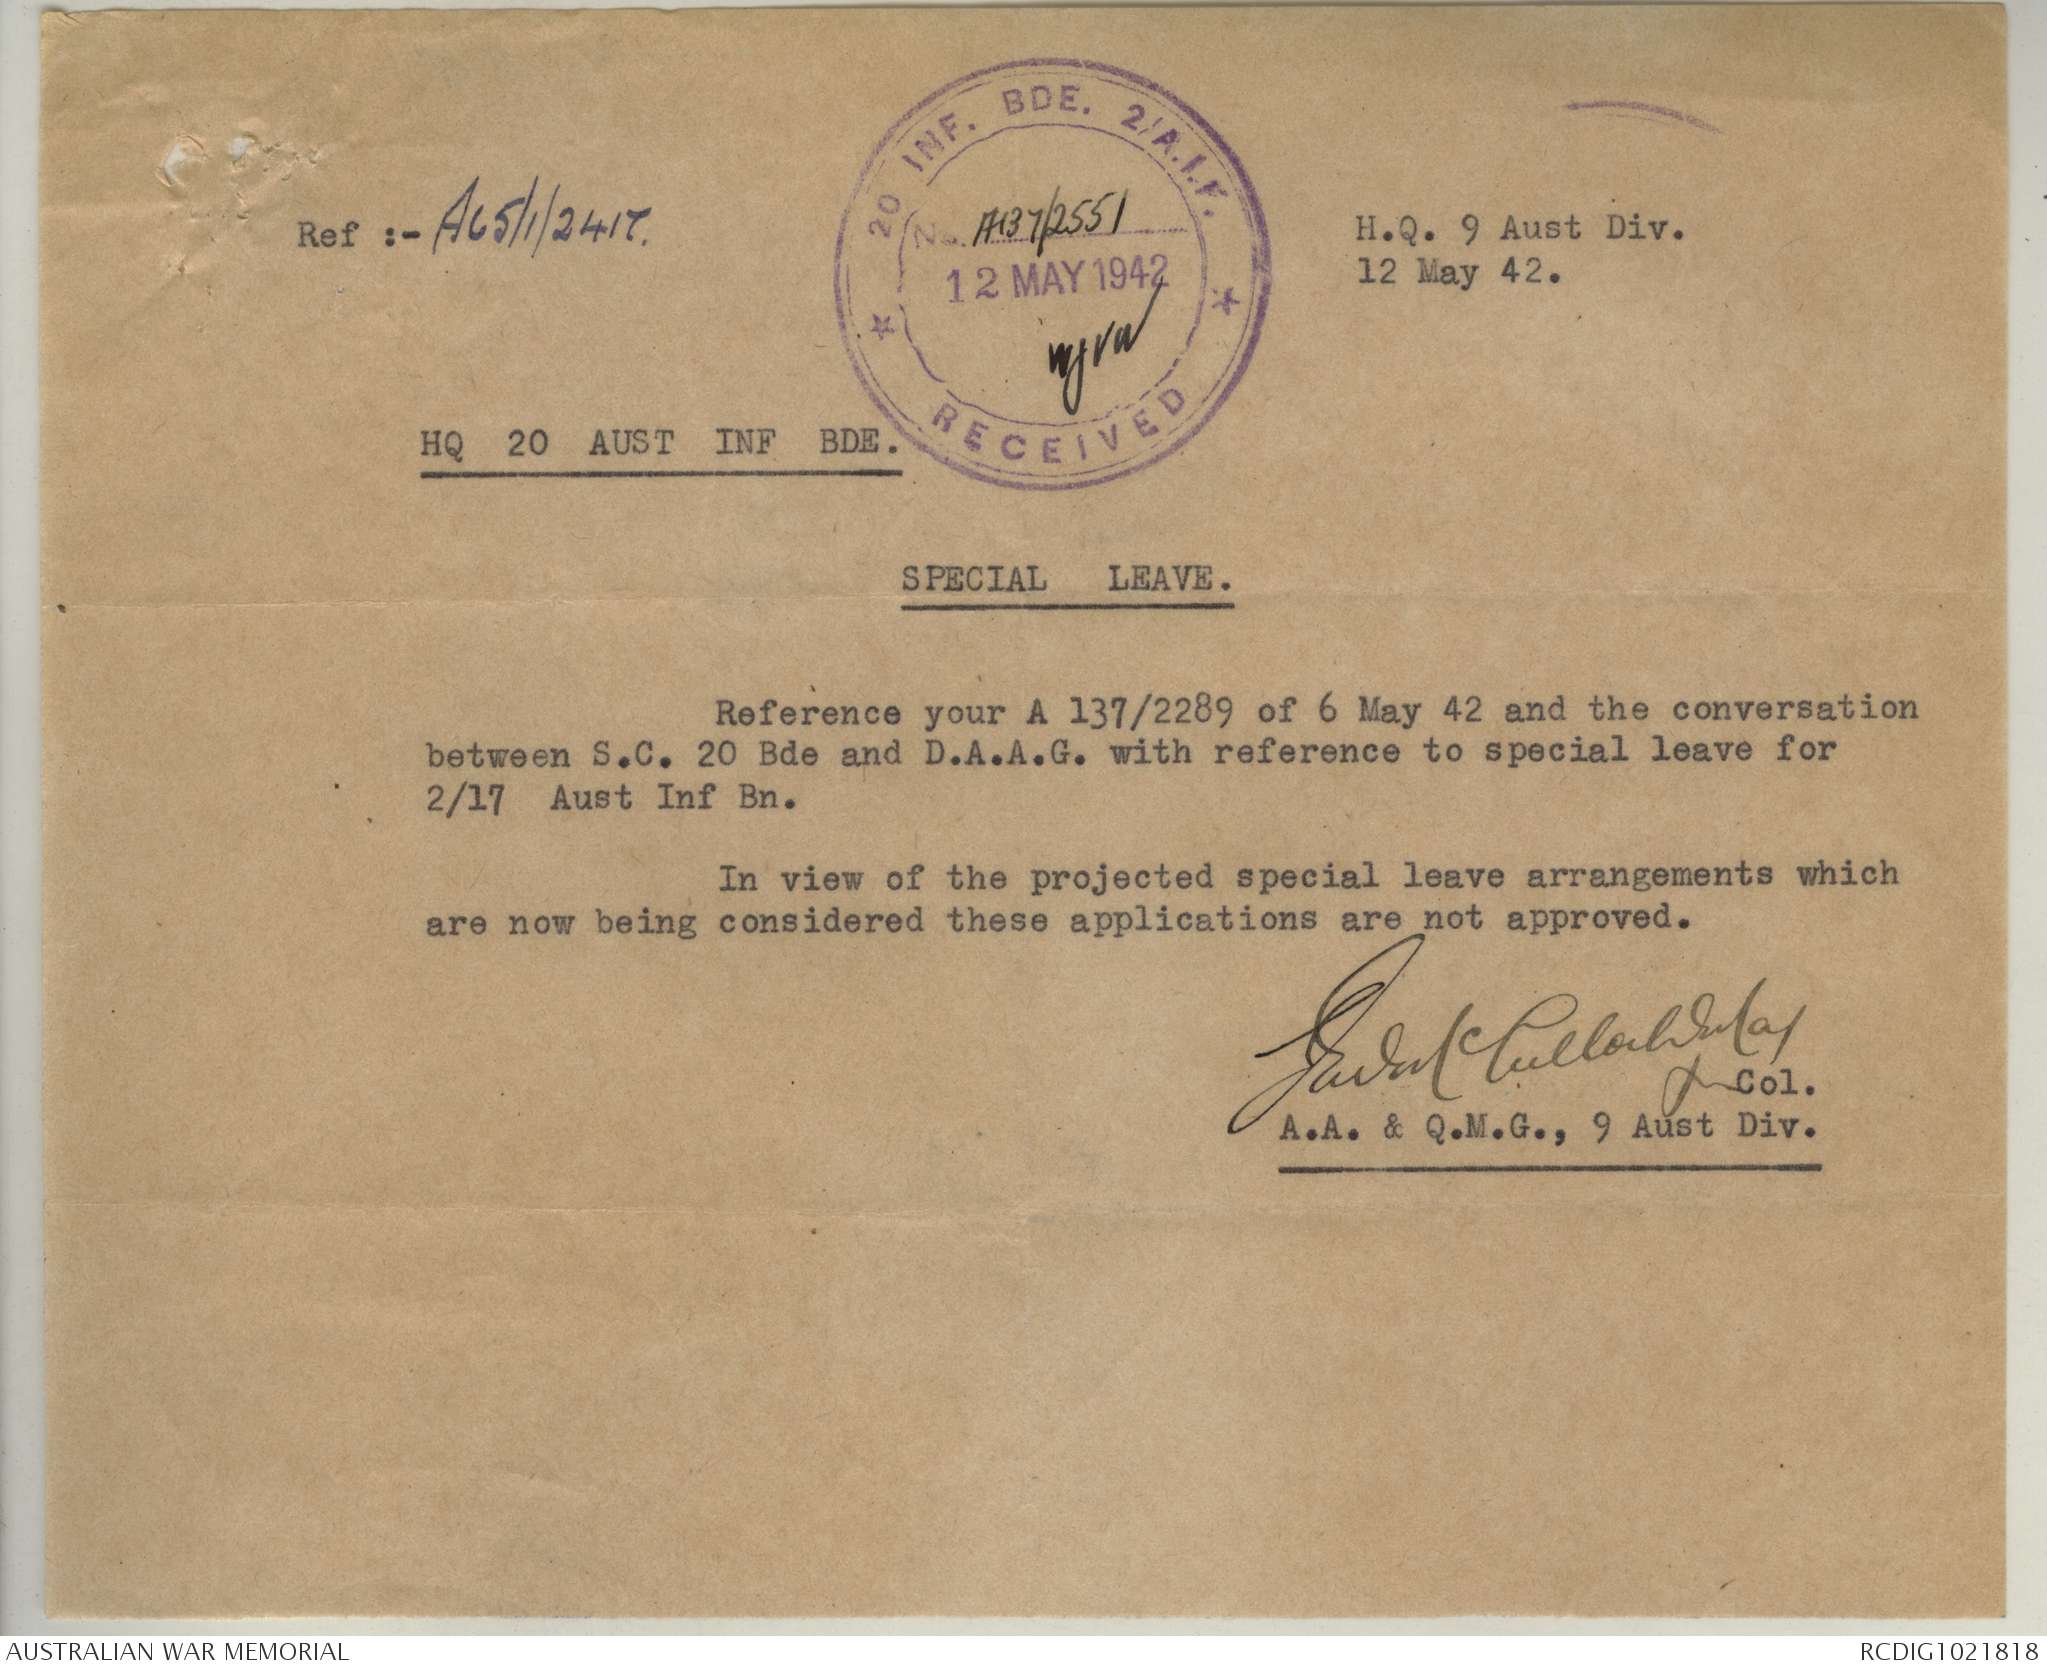 20 INF. BDE. 2/A.I.F.
Ref :- A65/1/241
No. A137/2551
H.Q. 9 Aust Div.
12 MAY 1942
12 May 42.
RECEIVED
HQ 20 AUST INF BDE.
SPECIAL LEAVE.
Reference your A 137/2289 of 6 May 42 and the conversation
between S.C. 20 Bde and D.A.A.G. with reference to special leave for
2/17 Aust Inf Bn.
In view of the projected special leave arrangements which
are now being considered these applications are not approved.
for Col.
A.A. & Q.M.G., 9 Aust Div.
AUSTRALIAN WAR MEMORIAL
RCDIG1021818